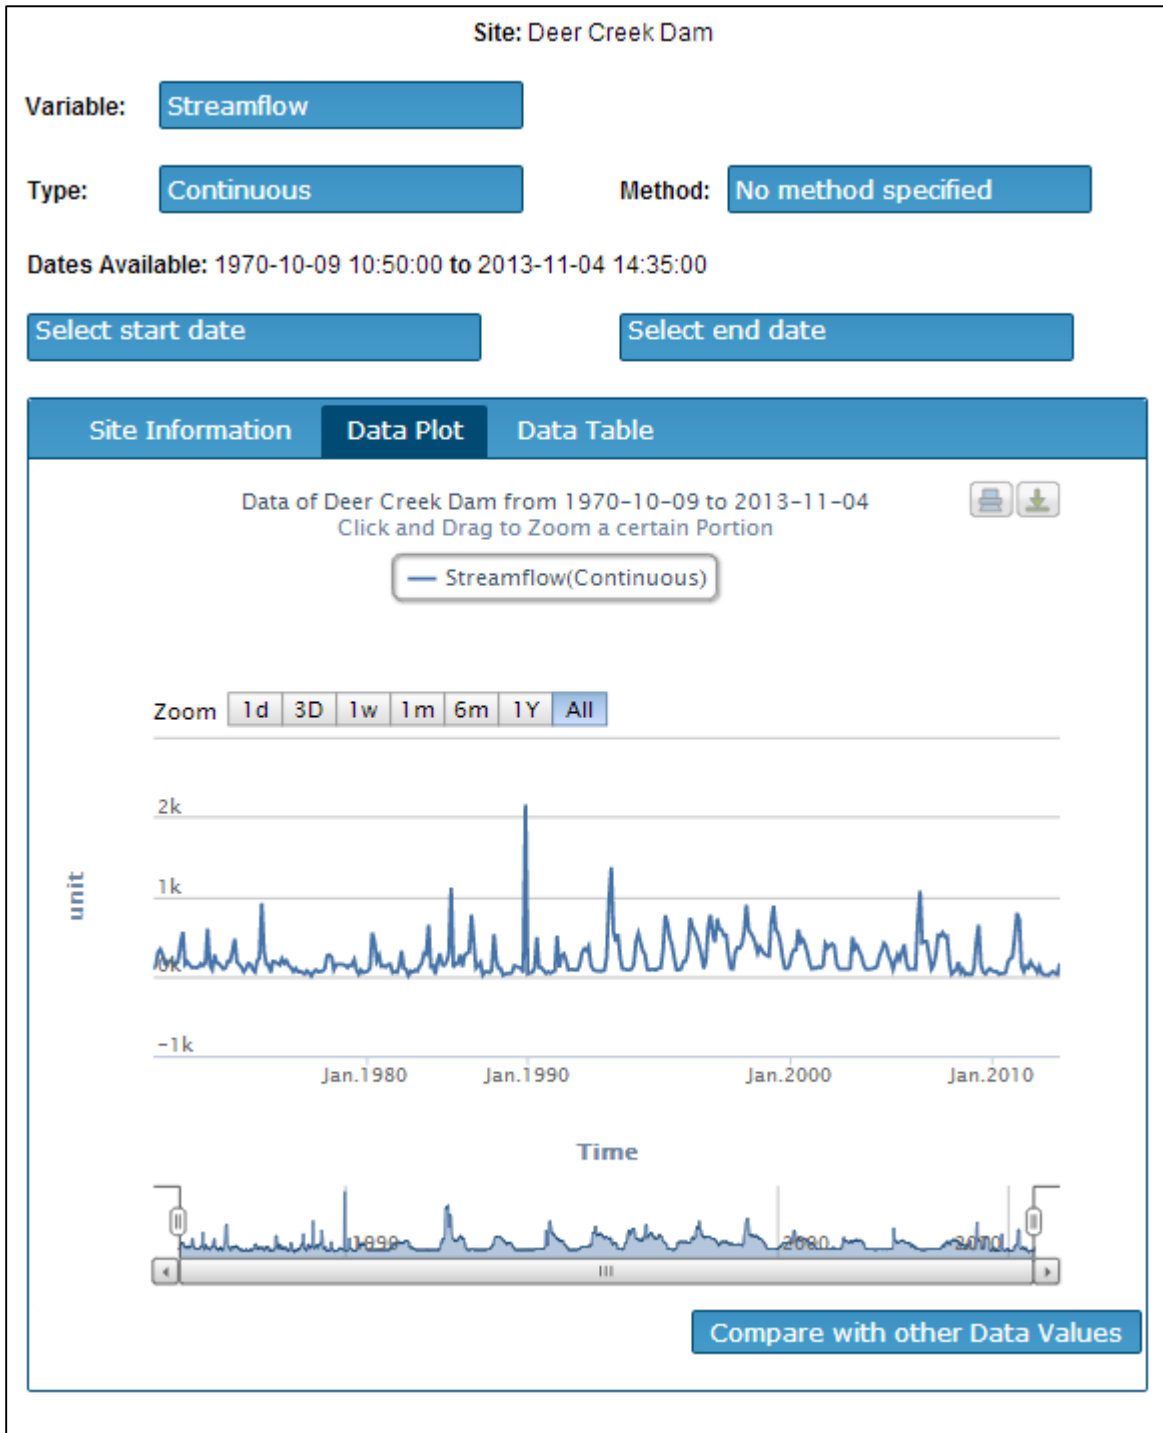 Site: Deer Creek Dam
Variable: Streamflow
Type: Continuous Method: No method specified
Dates Available: 1970-10-09 10:50:00 to 2013-11-04 14:35:00
Select start date Select end date
Site Information Data Plot Data Table
Data of Deer Creek Dam from 1970-10-09 to 2013-11-04
Click and Drag to Zoom a certain Portion
Streamflow(Continuous)
Zoom 1d 3D 1w 1m 6m 1Y All
2k
1k
0k
-1k
unit
Jan.1980 Jan.1990 Jan.2000 Jan.2010
Time
1990 2000 2010
Compare with other Data Values